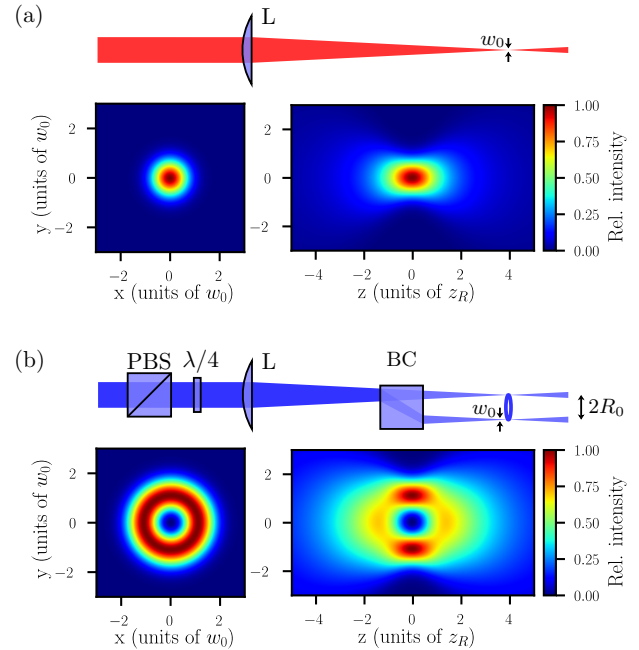 (a)
L
w₀
y (units of w₀)
2
0
−2
−2 0 2
x (units of w₀)
2
0
−2
−4 −2 0 2 4
z (units of z_R)
1.00
0.75
0.50
0.25
0.00
Rel. intensity
(b)
PBS λ/4 L BC
w₀
2R₀
y (units of w₀)
2
0
−2
−2 0 2
x (units of w₀)
2
0
−2
−4 −2 0 2 4
z (units of z_R)
1.00
0.75
0.50
0.25
0.00
Rel. intensity